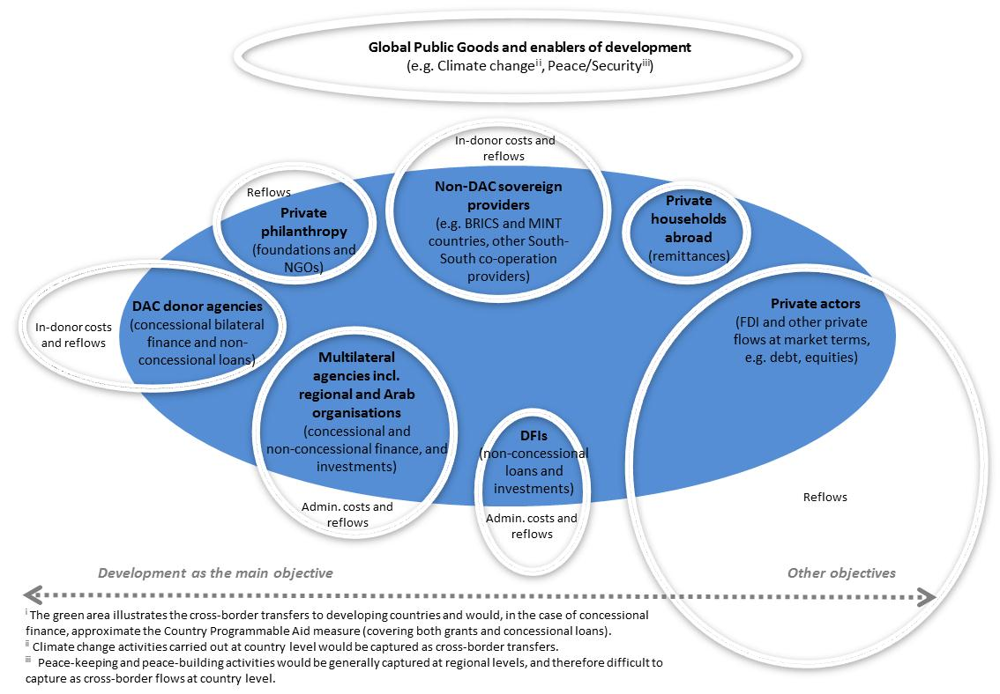 Global Public Goods and enablers of development
(e.g. Climate changeⁱⁱ, Peace/Securityⁱⁱⁱ)
In-donor costs and
reflows
Non-DAC sovereign
providers
(e.g. BRICS and MINT
countries, other South-
South co-operation
providers)
Reflows
Private
philanthropy
(foundations and
NGOs)
Private
households
abroad
(remittances)
In-donor costs
and reflows
DAC donor agencies
(concessional bilateral
finance and non-
concessional loans)
Private actors
(FDI and other private
flows at market terms,
e.g. debt, equities)
Reflows
Multilateral
agencies incl.
regional and Arab
organisations
(concessional and
non-concessional finance, and
investments)
Admin. costs and
reflows
DFIs
(non-concessional
loans and
investments)
Admin. costs and
reflows
Development as the main objective
Other objectives
ⁱ The green area illustrates the cross-border transfers to developing countries and would, in the case of concessional
finance, approximate the Country Programmable Aid measure (covering both grants and concessional loans).
ⁱⁱ Climate change activities carried out at country level would be captured as cross-border transfers.
ⁱⁱⁱ Peace-keeping and peace-building activities would be generally captured at regional levels, and therefore difficult to
capture as cross-border flows at country level.